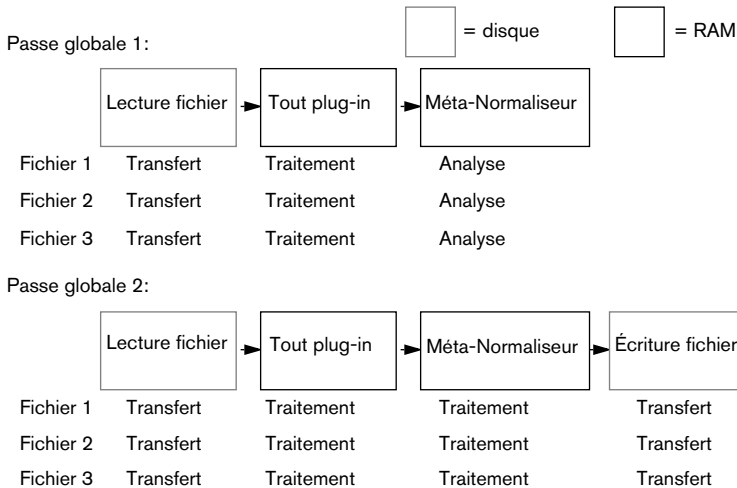 Passe globale 1:
= disque
= RAM
Lecture fichier
Tout plug-in
Méta-Normaliseur
Fichier 1 Transfert Traitement Analyse
Fichier 2 Transfert Traitement Analyse
Fichier 3 Transfert Traitement Analyse
Passe globale 2:
Lecture fichier
Tout plug-in
Méta-Normaliseur
Écriture fichier
Fichier 1 Transfert Traitement Traitement Transfert
Fichier 2 Transfert Traitement Traitement Transfert
Fichier 3 Transfert Traitement Traitement Transfert